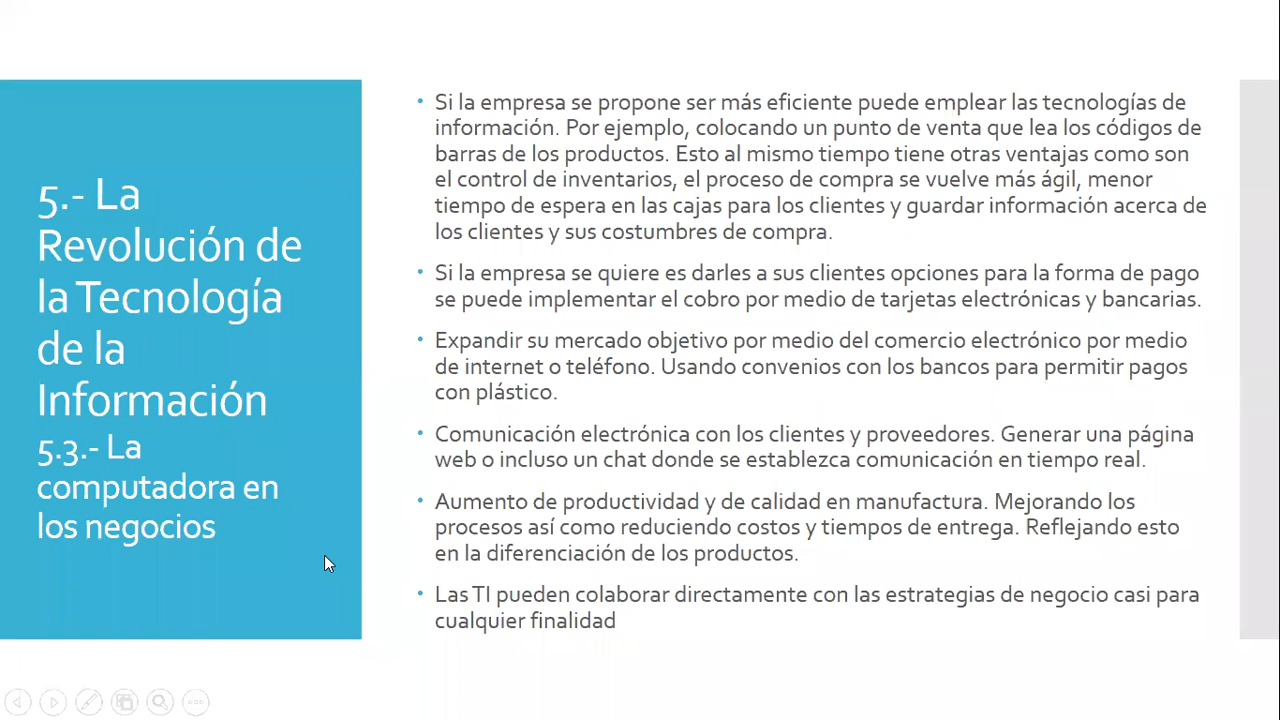 5.- La
Revolución de
la Tecnología
de la
Información
5.3.- La
computadora en
los negocios
• Si la empresa se propone ser más eficiente puede emplear las tecnologías de
información. Por ejemplo, colocando un punto de venta que lea los códigos de
barras de los productos. Esto al mismo tiempo tiene otras ventajas como son
el control de inventarios, el proceso de compra se vuelve más ágil, menor
tiempo de espera en las cajas para los clientes y guardar información acerca de
los clientes y sus costumbres de compra.
• Si la empresa se quiere es darles a sus clientes opciones para la forma de pago
se puede implementar el cobro por medio de tarjetas electrónicas y bancarias.
• Expandir su mercado objetivo por medio del comercio electrónico por medio
de internet o teléfono. Usando convenios con los bancos para permitir pagos
con plástico.
• Comunicación electrónica con los clientes y proveedores. Generar una página
web o incluso un chat donde se establezca comunicación en tiempo real.
• Aumento de productividad y de calidad en manufactura. Mejorando los
procesos así como reduciendo costos y tiempos de entrega. Reflejando esto
en la diferenciación de los productos.
• Las TI pueden colaborar directamente con las estrategias de negocio casi para
cualquier finalidad